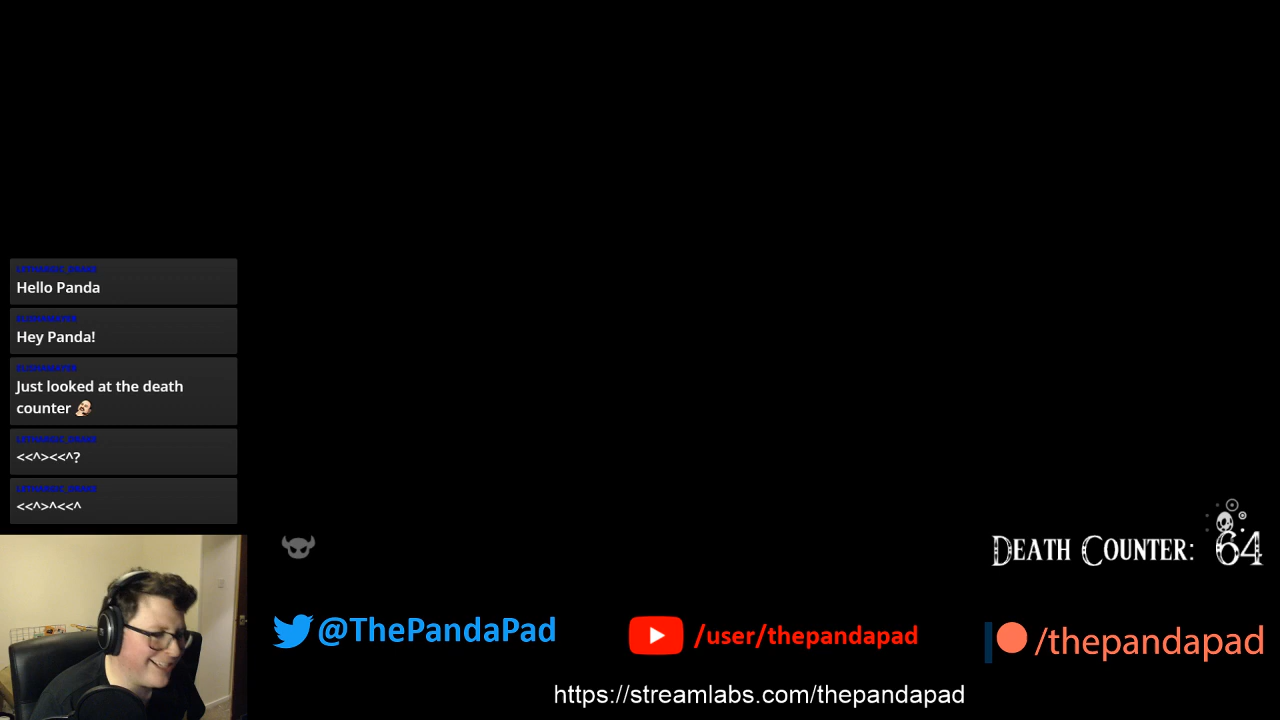 Hello Panda
Hey Panda!
Just looked at the death
counter
<<^><<^?
<<^>^<<^
DEATH COUNTER: 64
@ThePandaPad
/user/thepandapad
/thepandapad
https://streamlabs.com/thepandapad